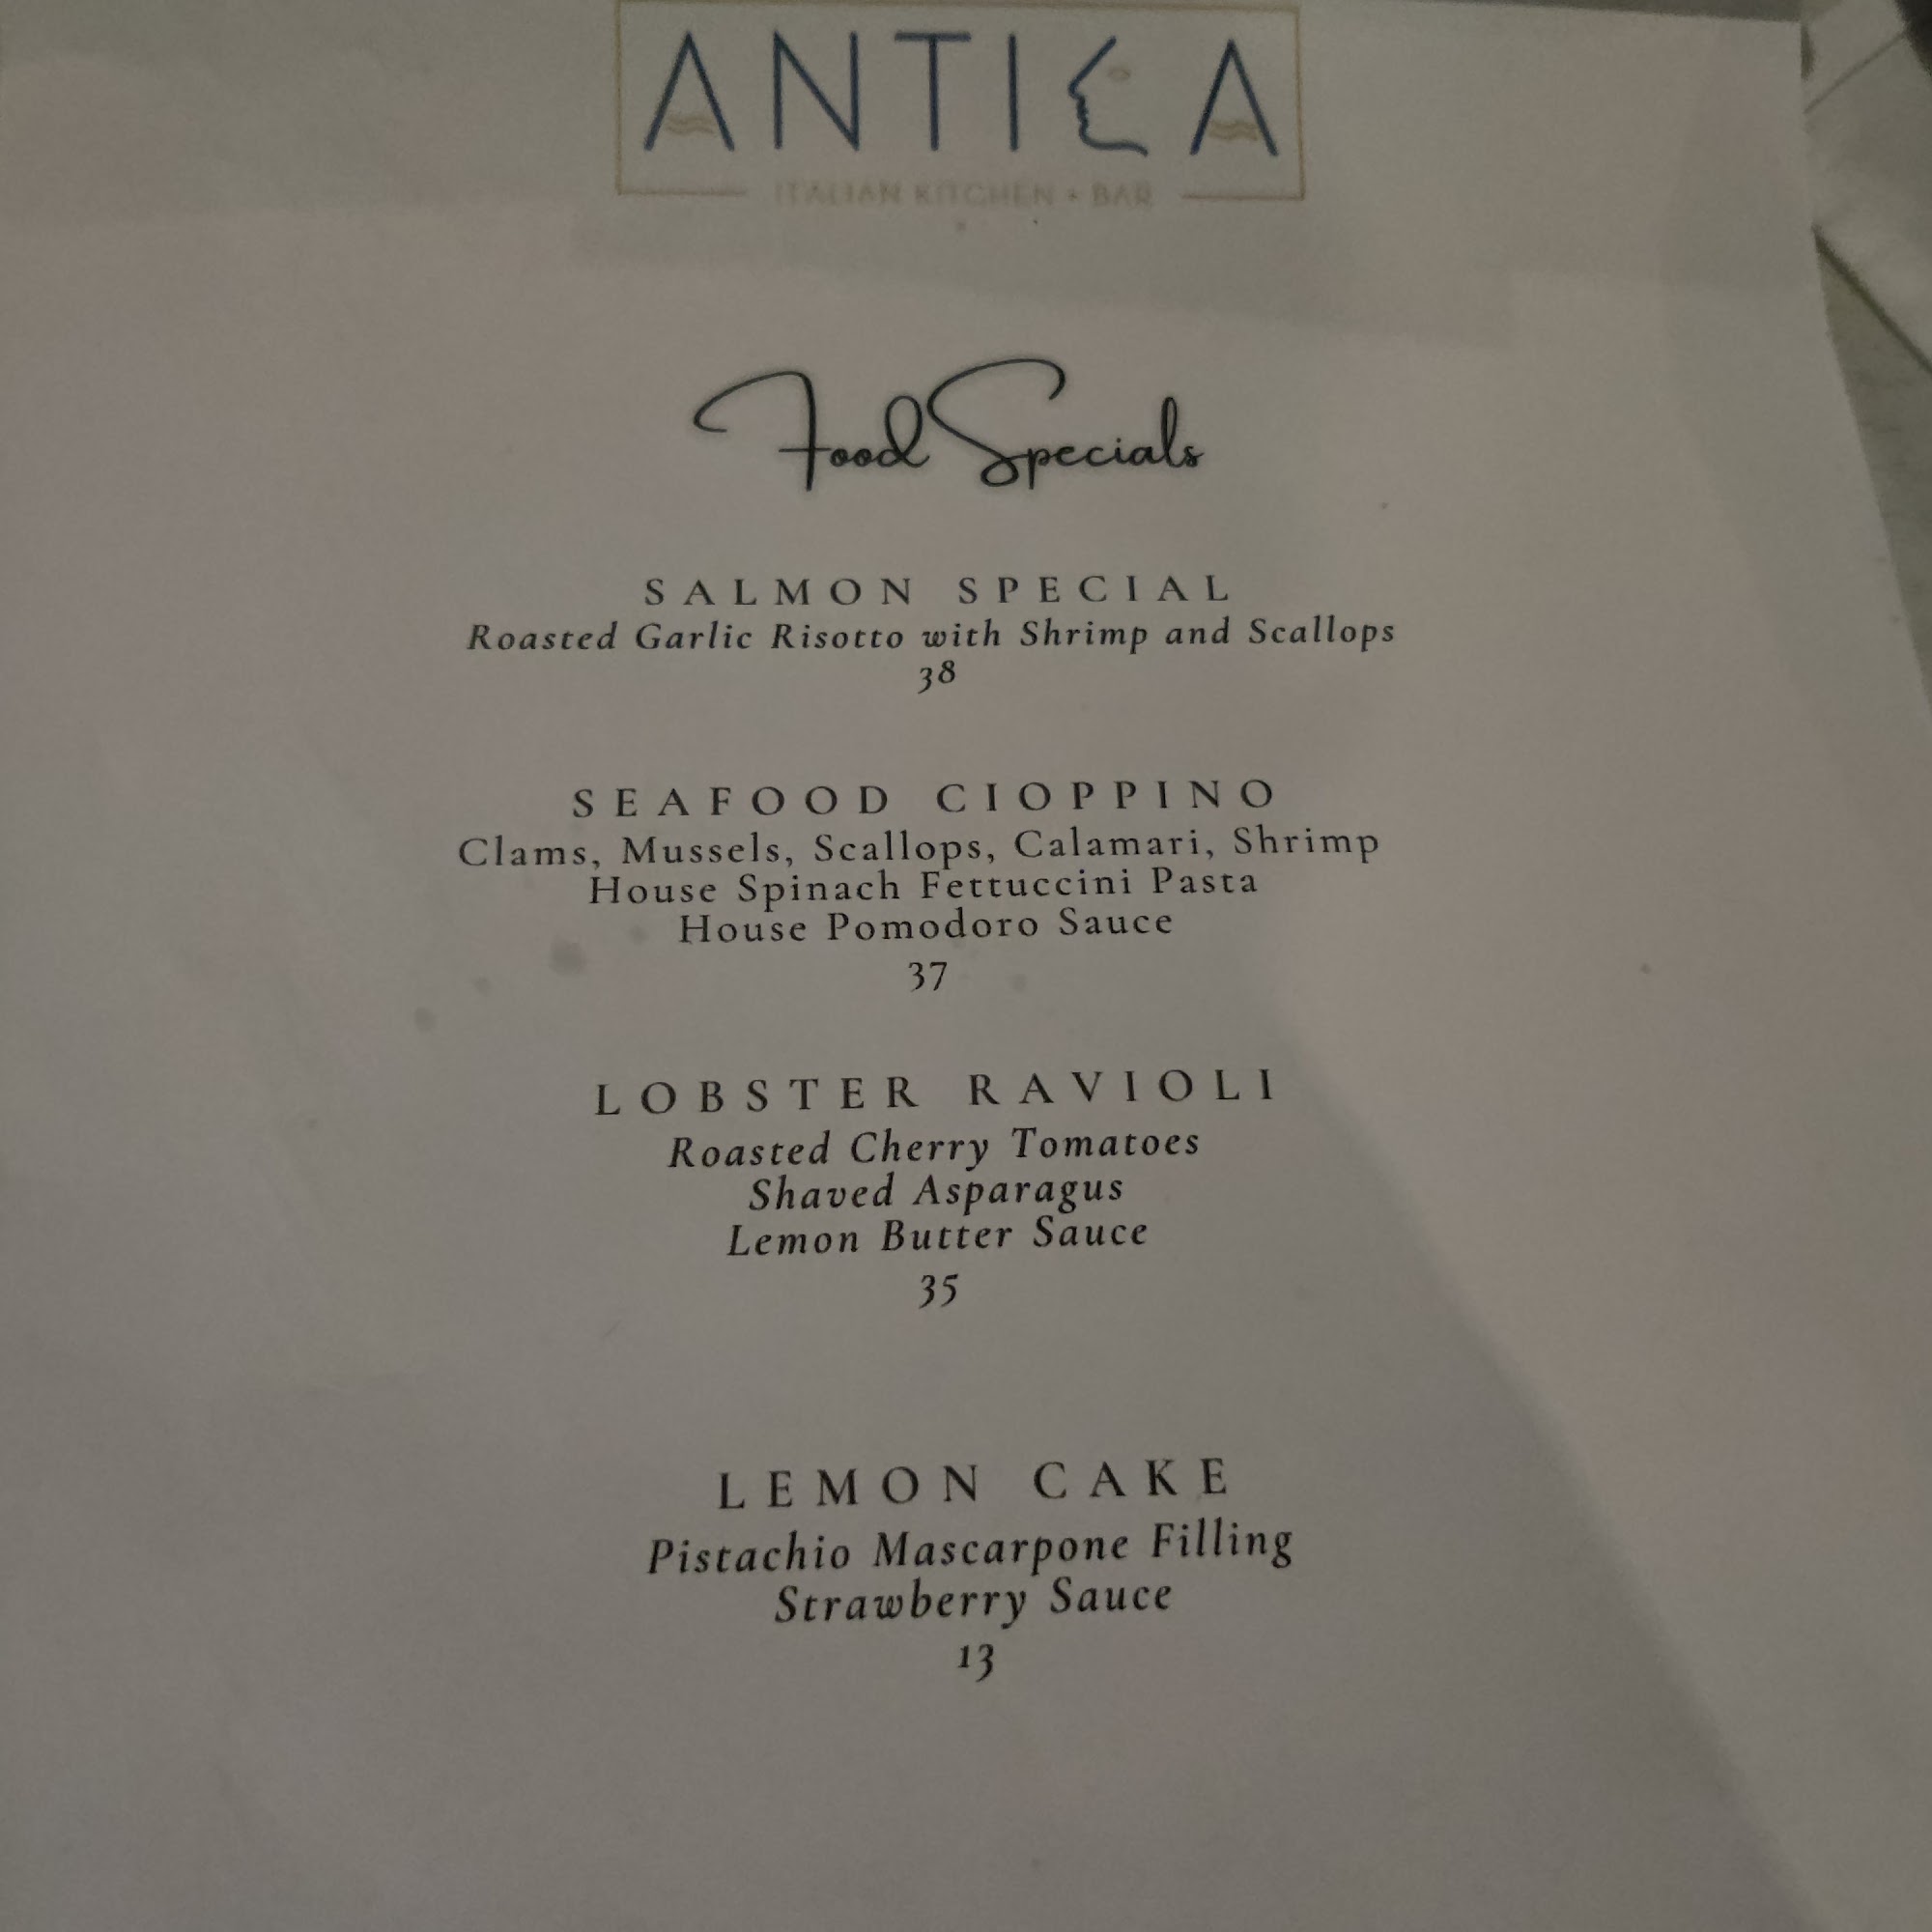 ANTICA
ITALIAN KITCHEN + BAR
Food Specials
SALMON SPECIAL
Roasted Garlic Risotto with Shrimp and Scallops
38
SEAFOOD CIOPPINO
Clams, Mussels, Scallops, Calamari, Shrimp
House Spinach Fettuccini Pasta
House Pomodoro Sauce
37
LOBSTER RAVIOLI
Roasted Cherry Tomatoes
Shaved Asparagus
Lemon Butter Sauce
35
LEMON CAKE
Pistachio Mascarpone Filling
Strawberry Sauce
13